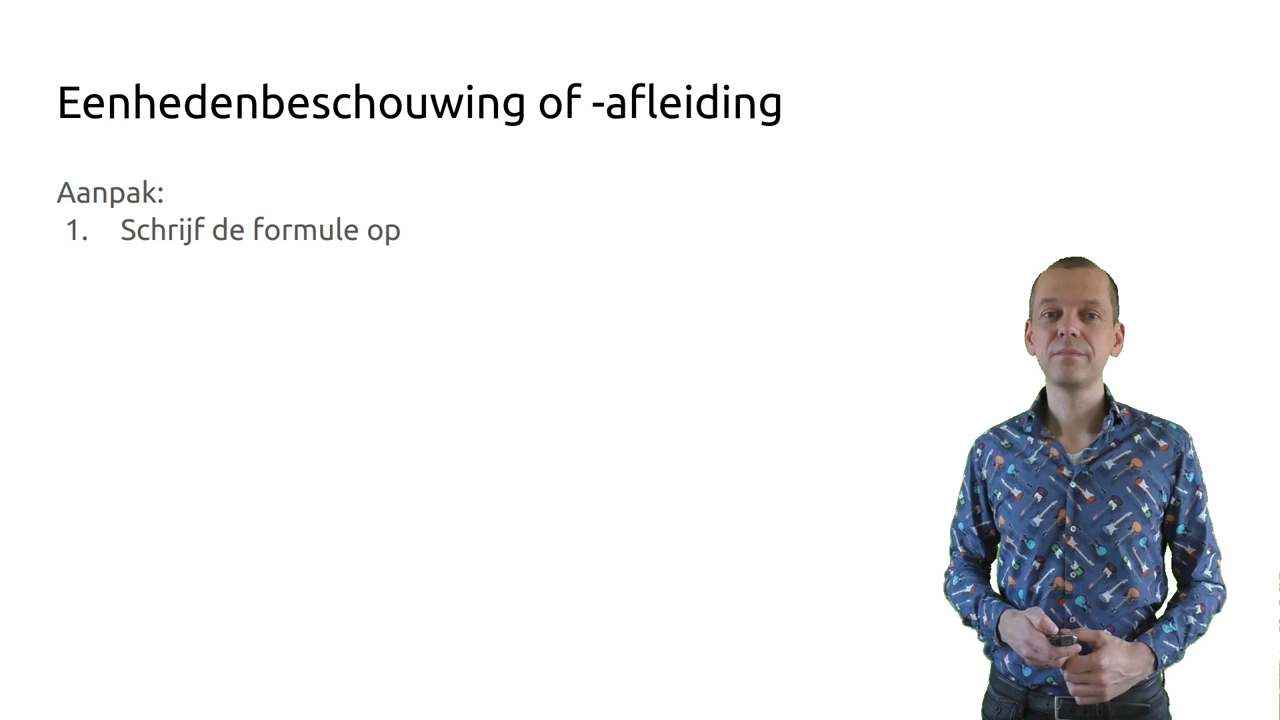 Eenhedenbeschouwing of -afleiding
Aanpak:
1. Schrijf de formule op